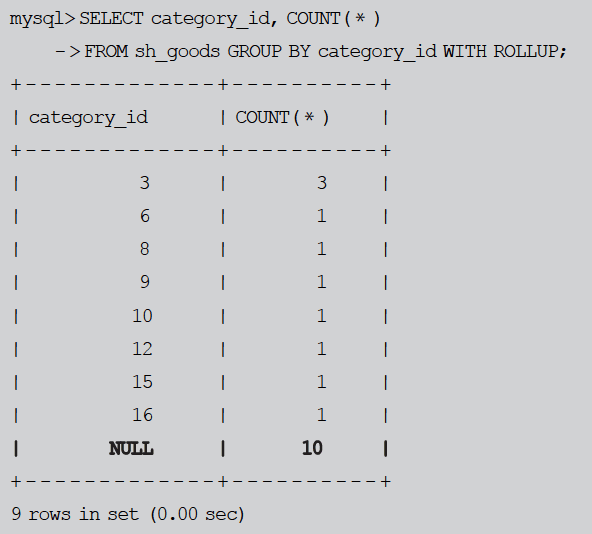 mysql> SELECT category_id, COUNT(*)
    -> FROM sh_goods GROUP BY category_id WITH ROLLUP;
+-------------+----------+
| category_id | COUNT(*) |
+-------------+----------+
| 3 | 3 |
| 6 | 1 |
| 8 | 1 |
| 9 | 1 |
| 10 | 1 |
| 12 | 1 |
| 15 | 1 |
| 16 | 1 |
| NULL | 10 |
+-------------+----------+
9 rows in set (0.00 sec)